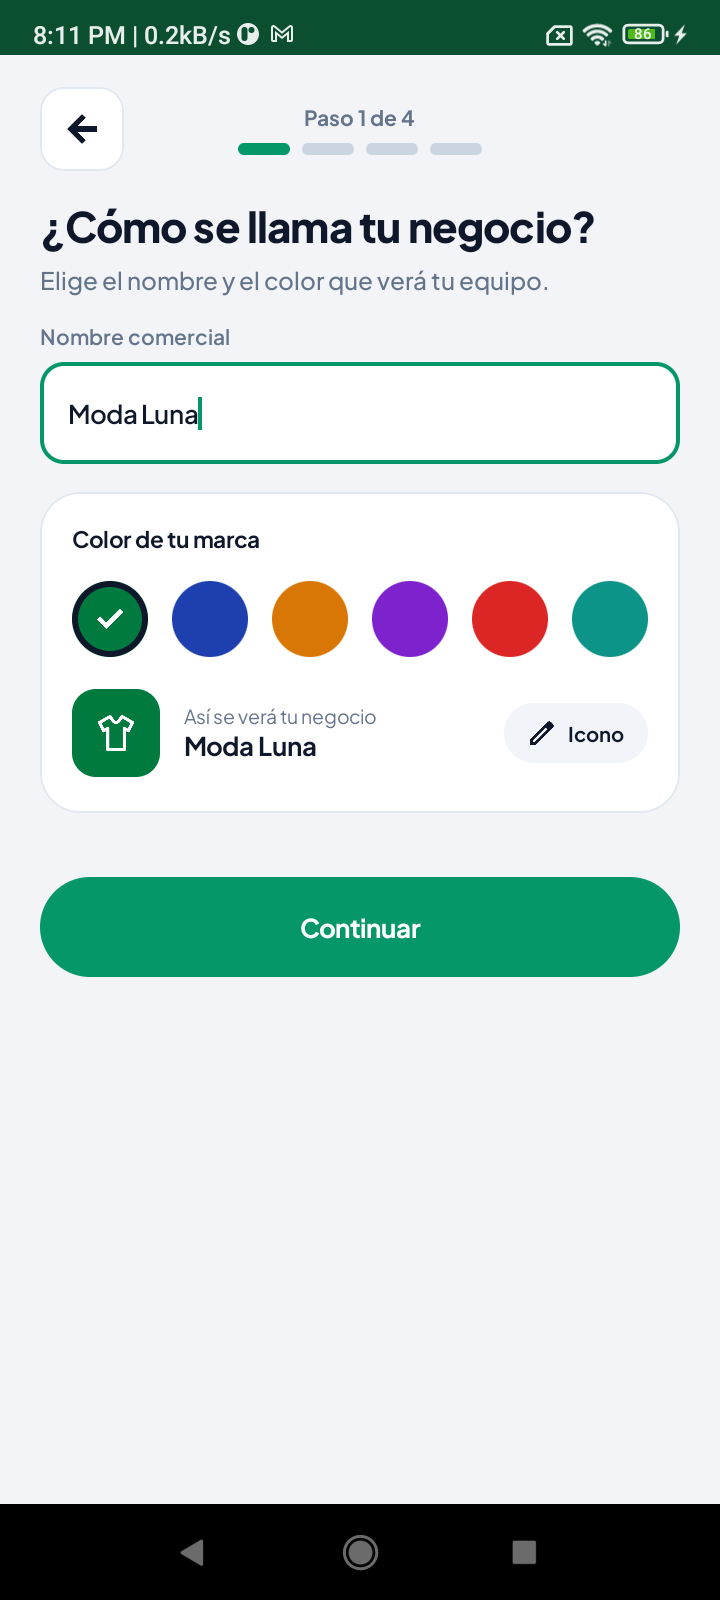 8:11 PM | 0.2kB/s
86
Paso 1 de 4
¿Cómo se llama tu negocio?
Elige el nombre y el color que verá tu equipo.
Nombre comercial
Moda Luna
Color de tu marca
Así se verá tu negocio
Moda Luna
Icono
Continuar